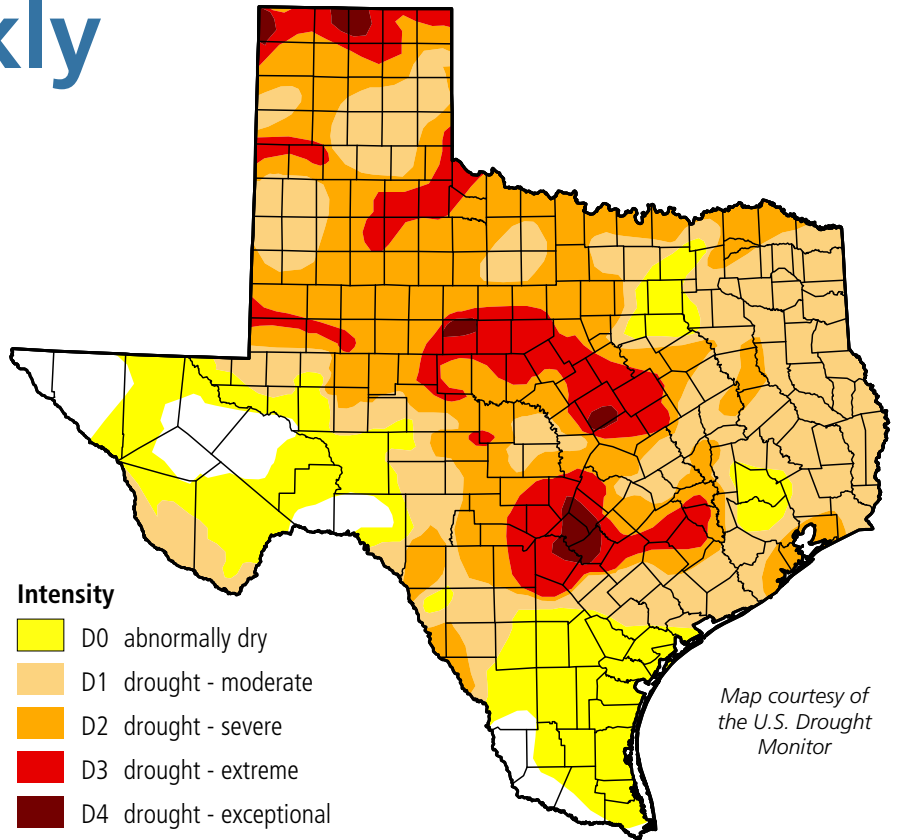 kly
Intensity
D0 abnormally dry
D1 drought - moderate
D2 drought - severe
D3 drought - extreme
D4 drought - exceptional
Map courtesy of
the U.S. Drought
Monitor